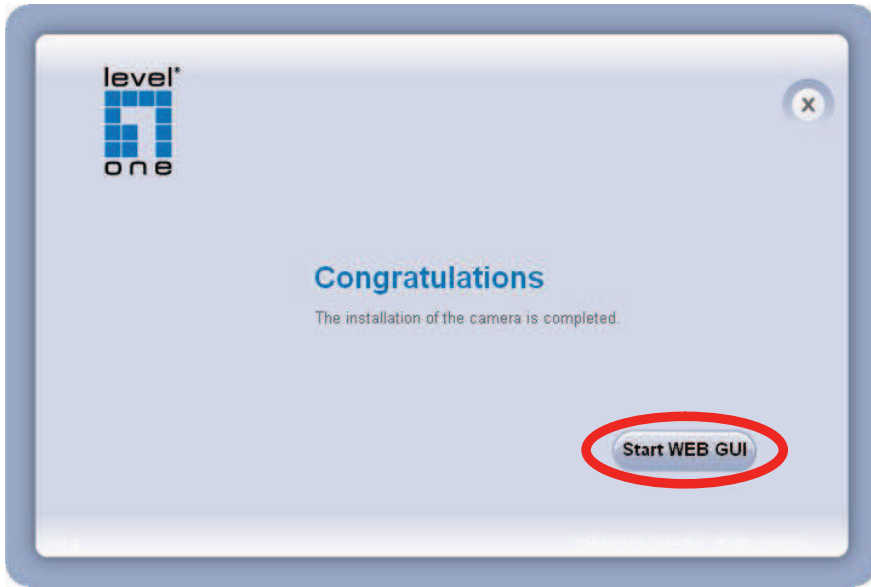 level
one
X
Congratulations
The installation of the camera is completed.
Start WEB GUI